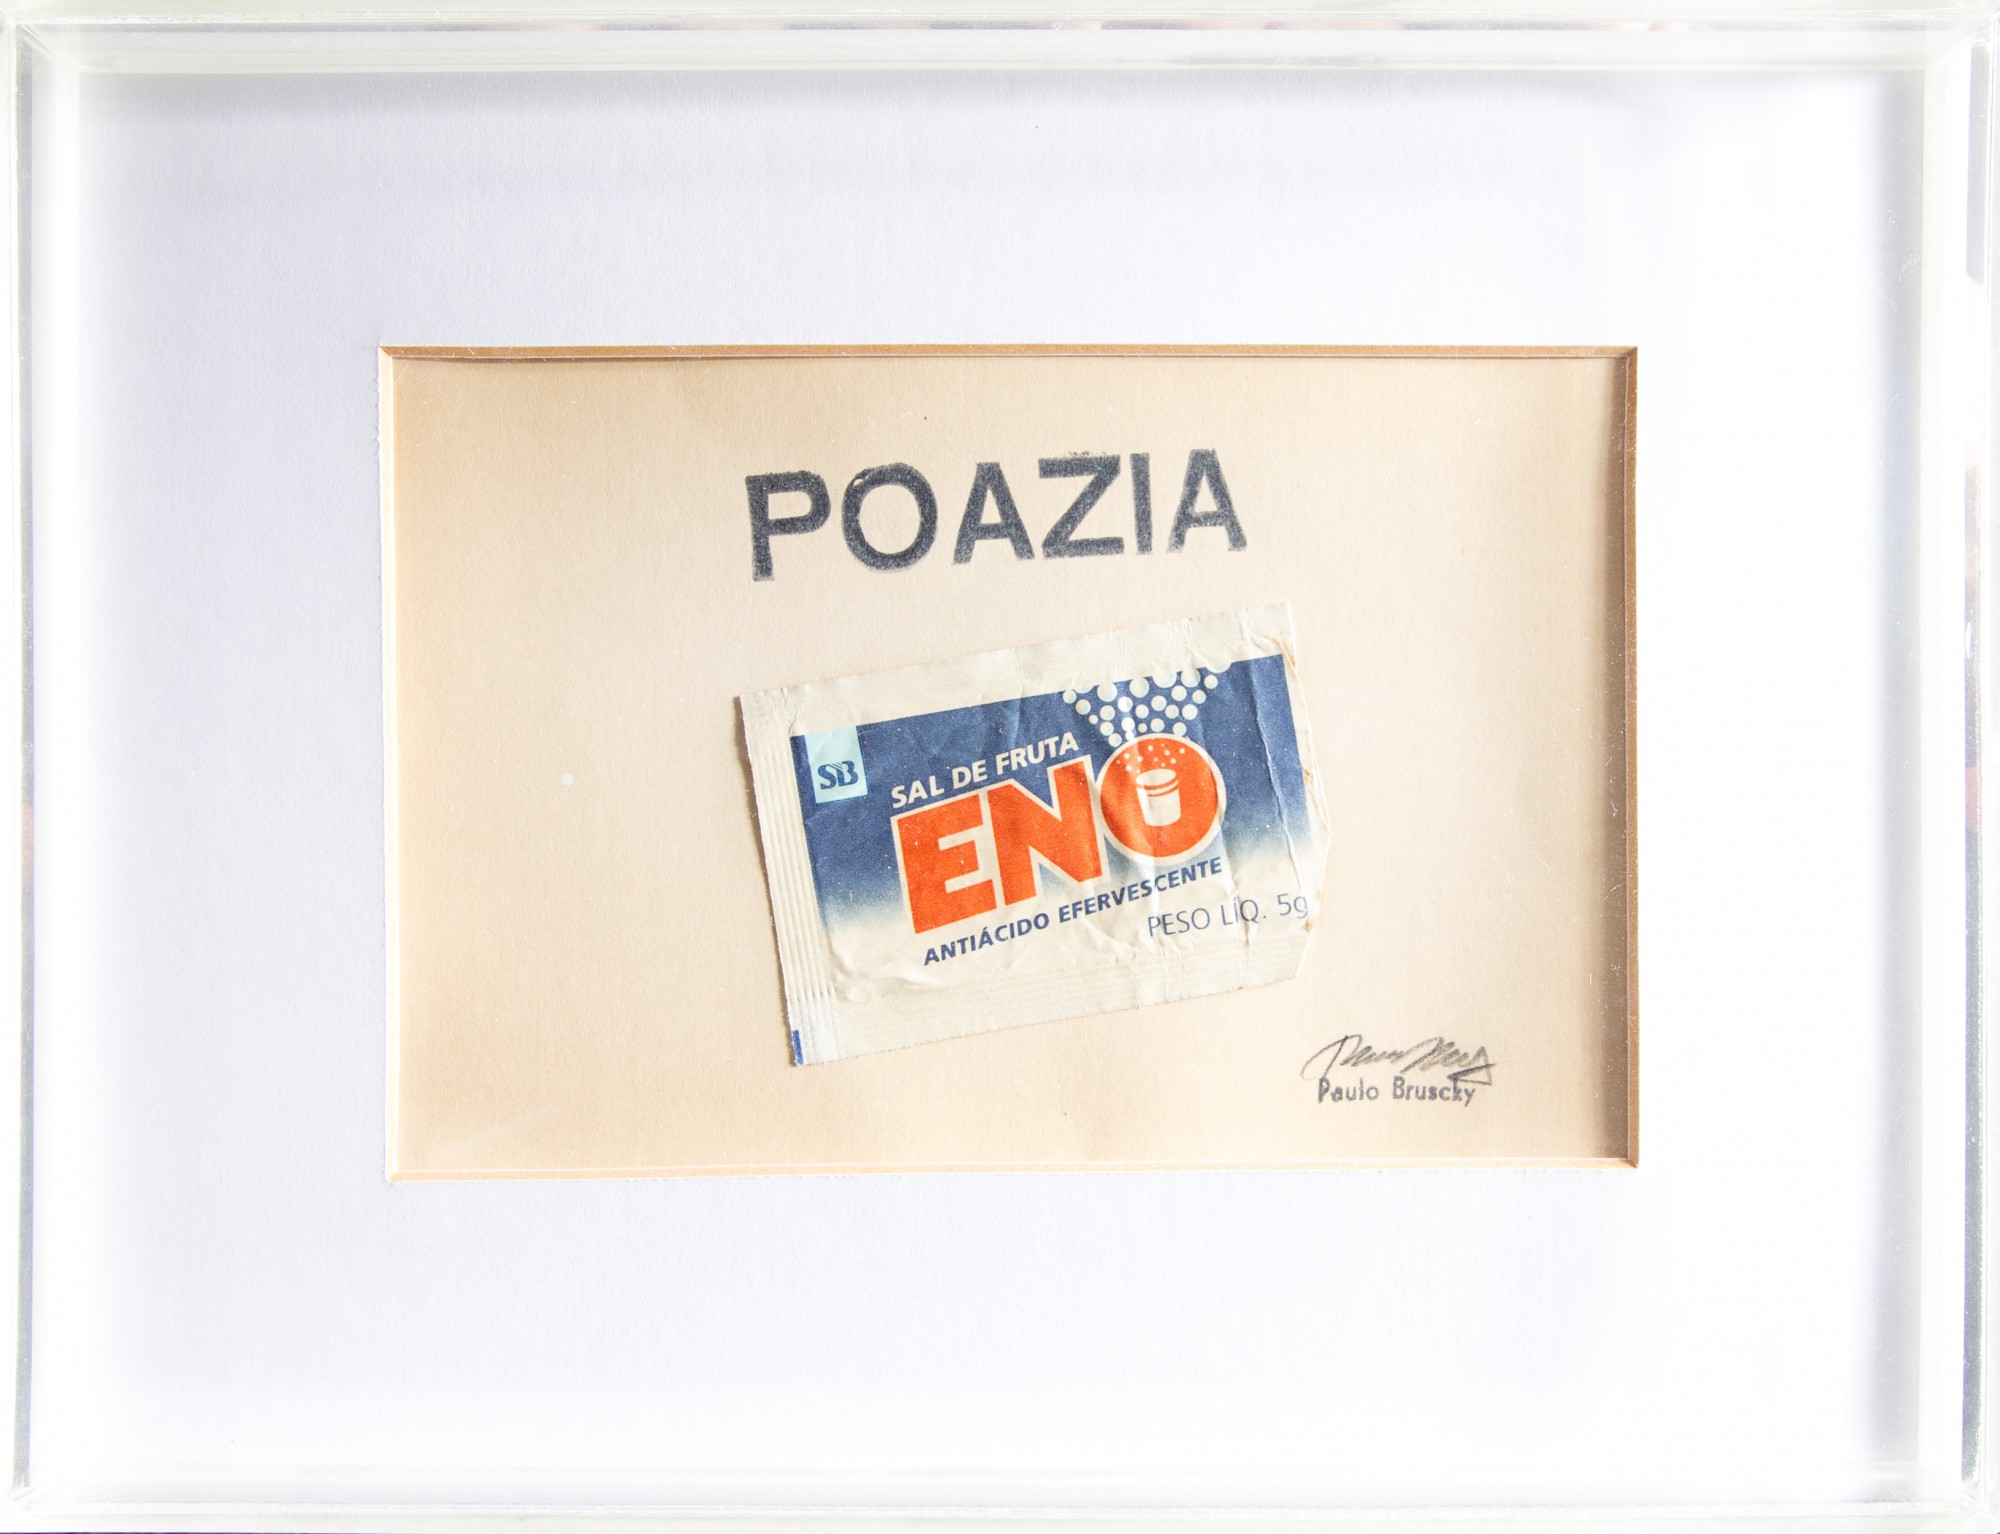 POAZIA
SB
SAL DE FRUTA
ENO
ANTIÁCIDO EFERVESCENTE
PESO LÍQ. 5g
Paulo Bruscky